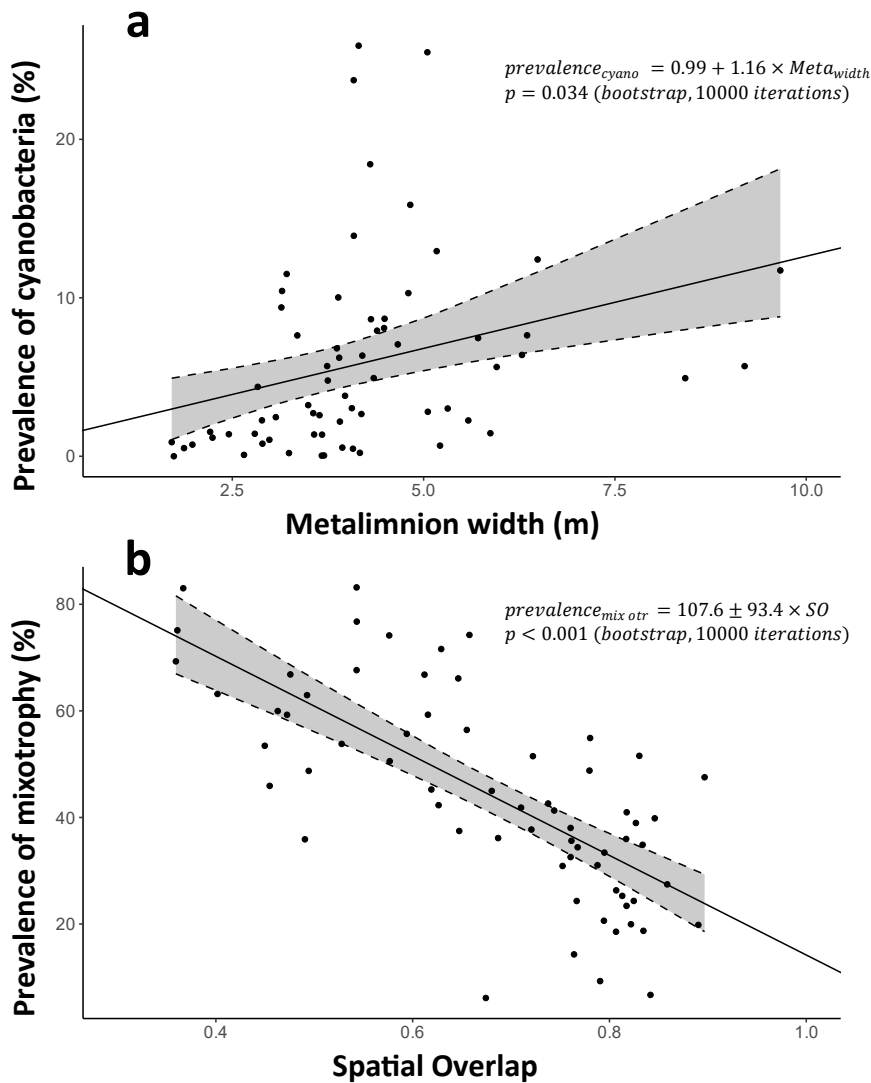 a
prevalence_cyano = 0.99 + 1.16 × Meta_width
p = 0.034 (bootstrap, 10000 iterations)
Prevalence of cyanobacteria (%)
20
10
0
2.5 5.0 7.5 10.0
Metalimnion width (m)
b
prevalence_mix otr = 107.6 ± 93.4 × SO
p < 0.001 (bootstrap, 10000 iterations)
Prevalence of mixotrophy (%)
80
60
40
20
0.4 0.6 0.8 1.0
Spatial Overlap